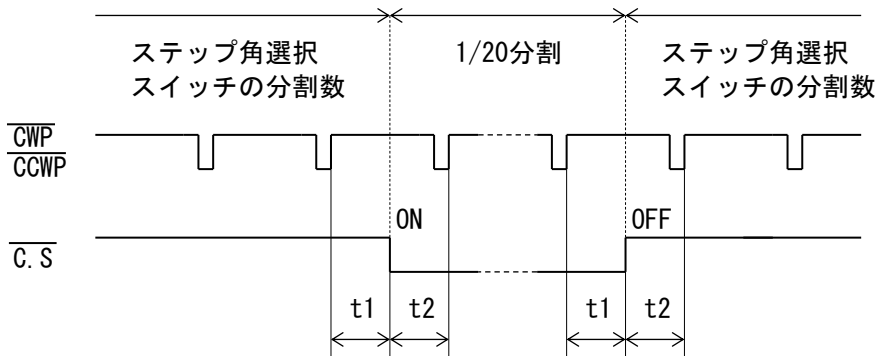 ステップ角選択
スイッチの分割数
1/20分割
ステップ角選択
スイッチの分割数
CWP
CCWP
ON
OFF
C.S
t1
t2
t1
t2